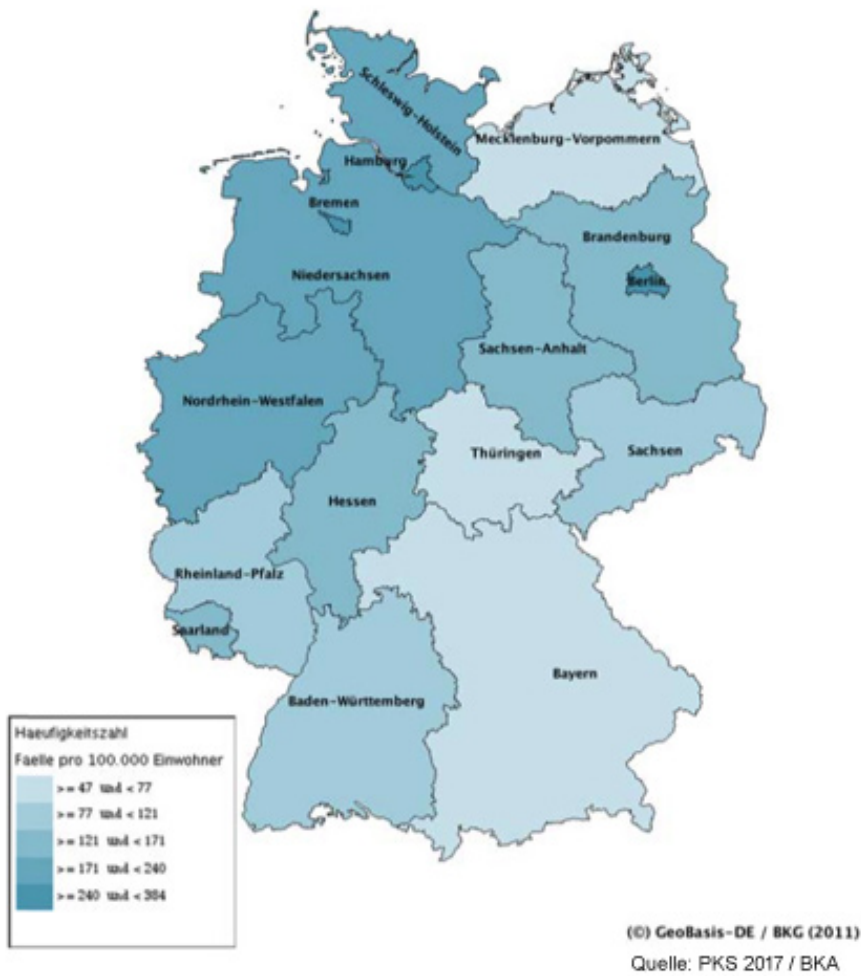 Schleswig-Holstein
Mecklenburg-Vorpommern
Hamburg
Bremen
Brandenburg
Niedersachsen
Berlin
Sachsen-Anhalt
Nordrhein-Westfalen
Thüringen
Sachsen
Hessen
Rheinland-Pfalz
Saarland
Bayern
Baden-Württemberg
Haeufigkeitszahl
Faelle pro 100.000 Einwohner
>= 47 und < 77
>= 77 und < 121
>= 121 und < 171
>= 171 und < 240
>= 240 und < 384
(©) GeoBasis-DE / BKG (2011)
Quelle: PKS 2017 / BKA